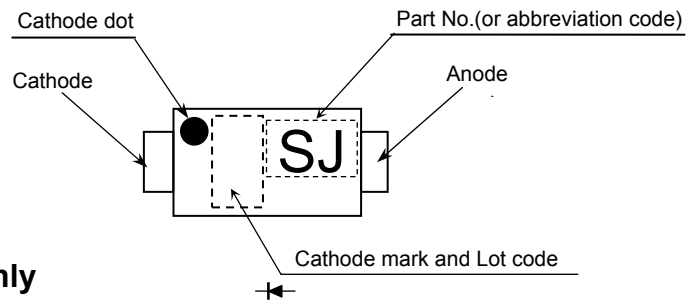 Cathode dot
Part No.(or abbreviation code)
Cathode
Anode
SJ
Cathode mark and Lot code
nly